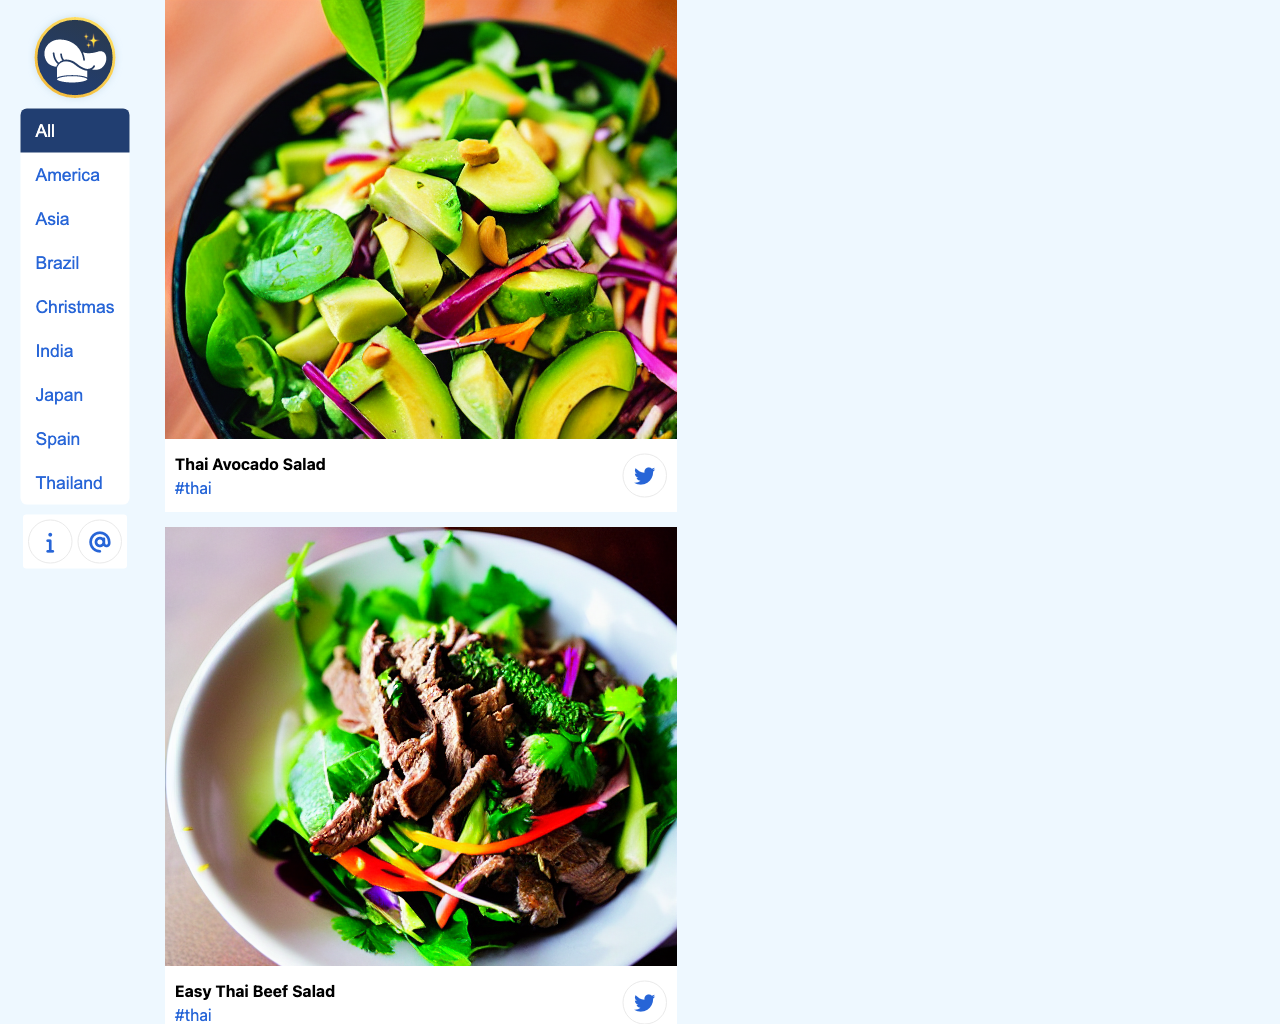 All
America
Asia
Brazil
Christmas
India
Japan
Spain
Thailand
Thai Avocado Salad
#thai
Easy Thai Beef Salad
#thai